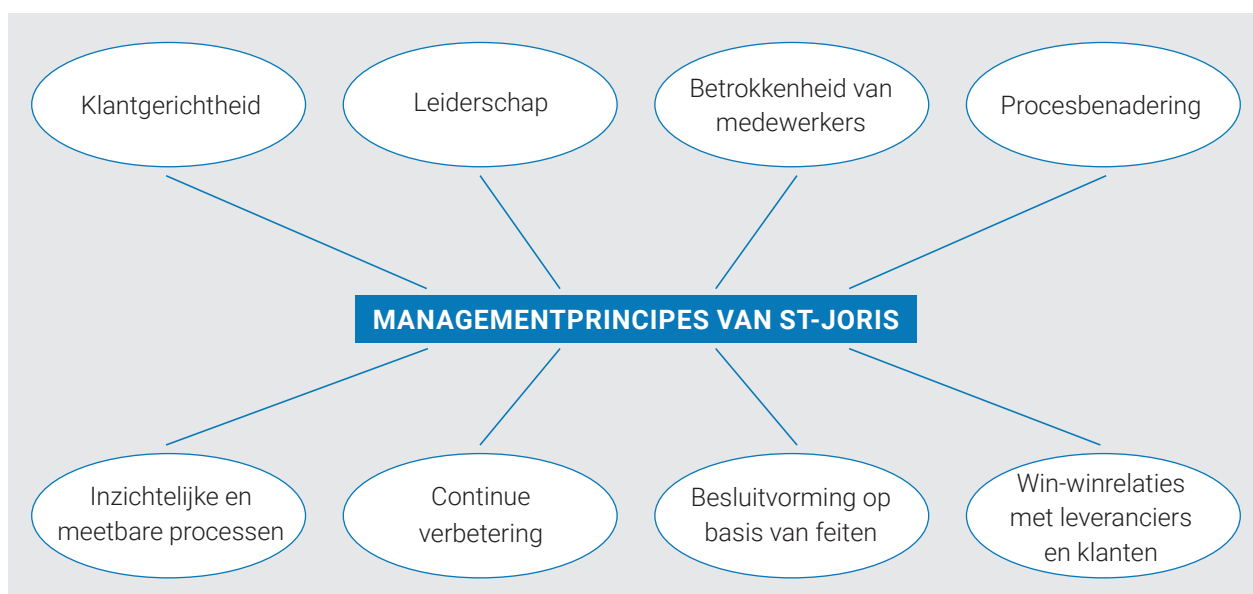 Klantgerichtheid
Leiderschap
Betrokkenheid van
medewerkers
Procesbenadering
MANAGEMENTPRINCIPES VAN ST-JORIS
Inzichtelijke en
meetbare processen
Continue
verbetering
Besluitvorming op
basis van feiten
Win-winrelaties
met leveranciers
en klanten